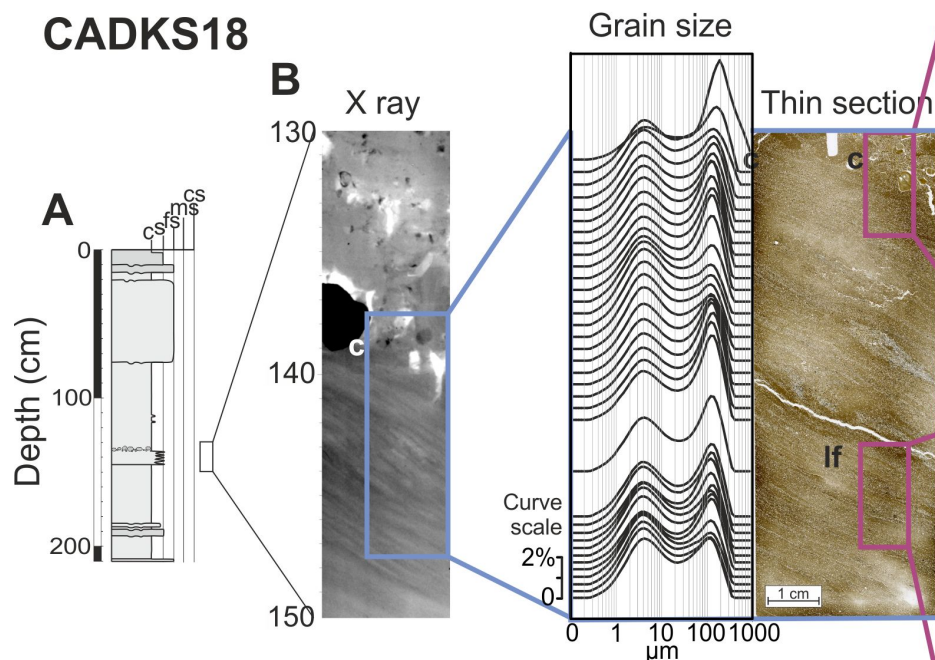 CADKS18
Grain size
B
X ray
Thin section
130
c
c
A
cs
fs
ms
cs
0
c
140
100
Depth (cm)
lf
Curve
scale
2%
200
0
1 cm
150
0 1 10 100 1000
µm